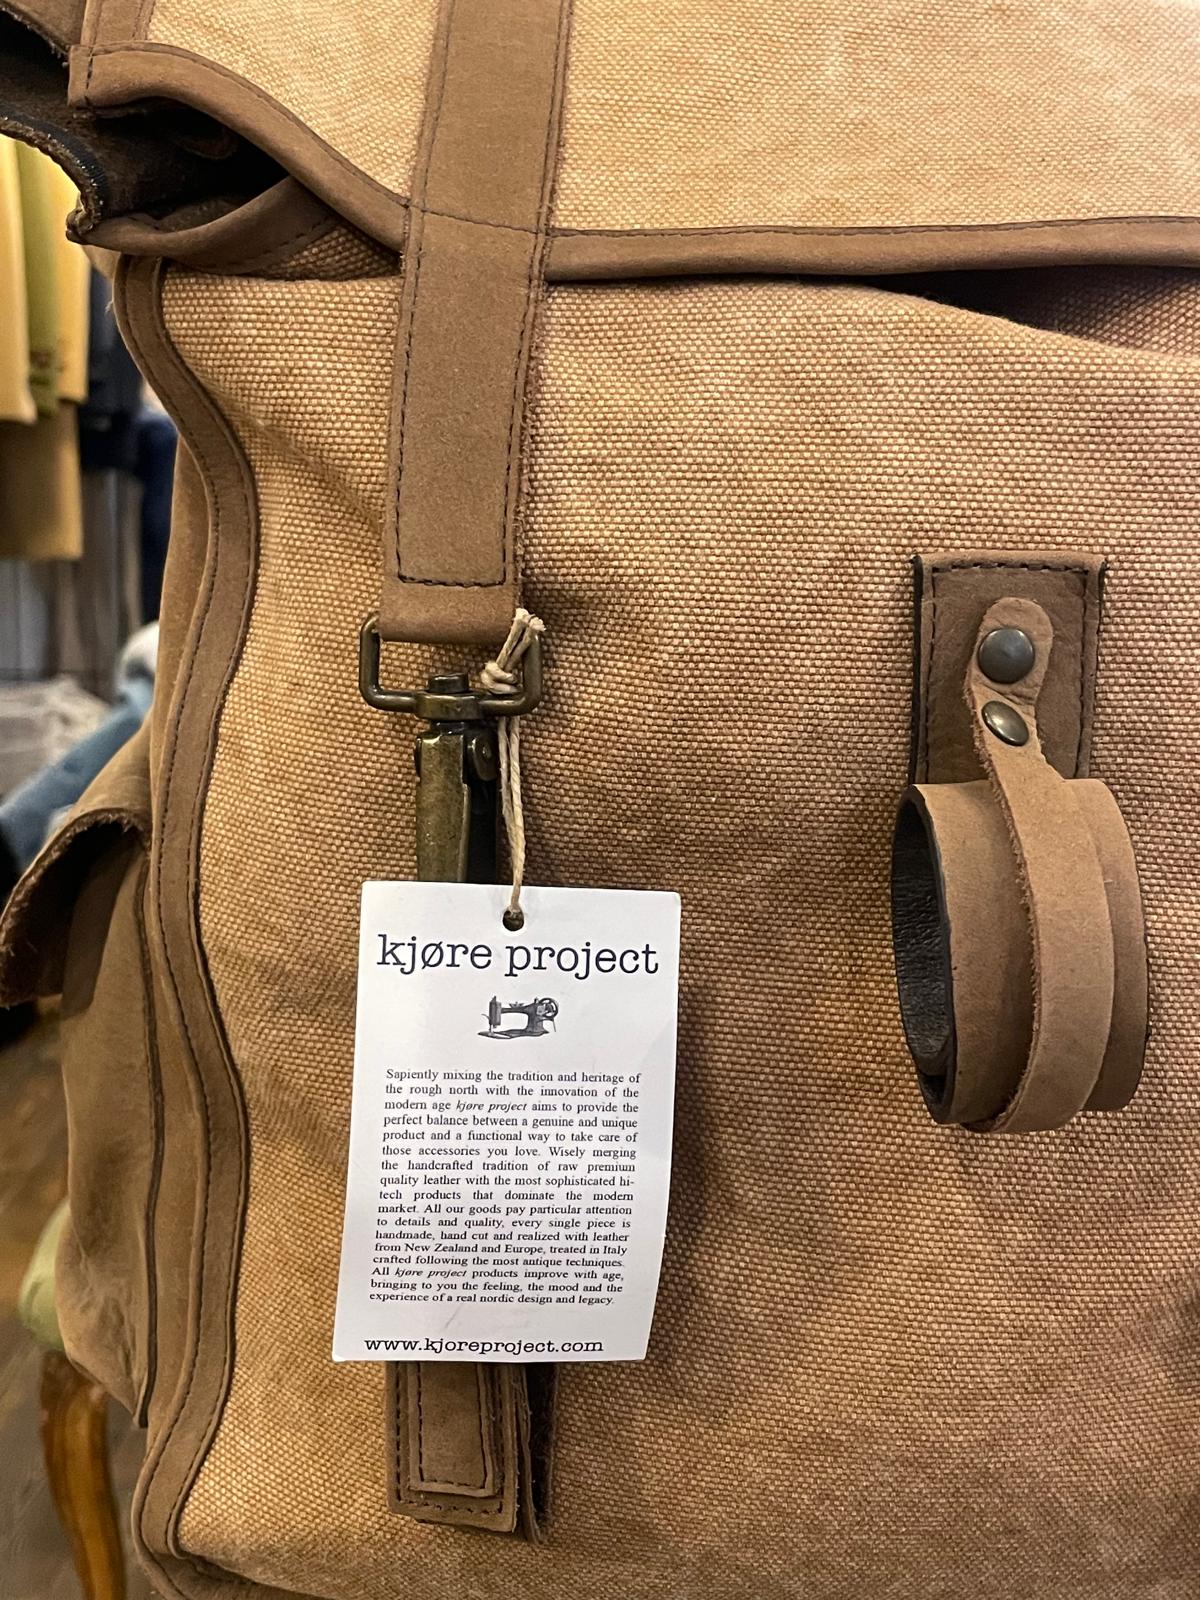 kjøre project
Sapiently mixing the tradition and heritage of
the rough north with the innovation of the
modern age kjøre project aims to provide the
perfect balance between a genuine and unique
product and a functional way to take care of
those accessories you love. Wisely merging
the handcrafted tradition of raw premium
quality leather with the most sophisticated hi-
tech products that dominate the modern
market. All our goods pay particular attention
to details and quality, every single piece is
handmade, hand cut and realized with leather
from New Zealand and Europe, treated in Italy
crafted following the most antique techniques.
All kjøre project products improve with age,
bringing to you the feeling, the mood and the
experience of a real nordic design and legacy.
www.kjoreproject.com